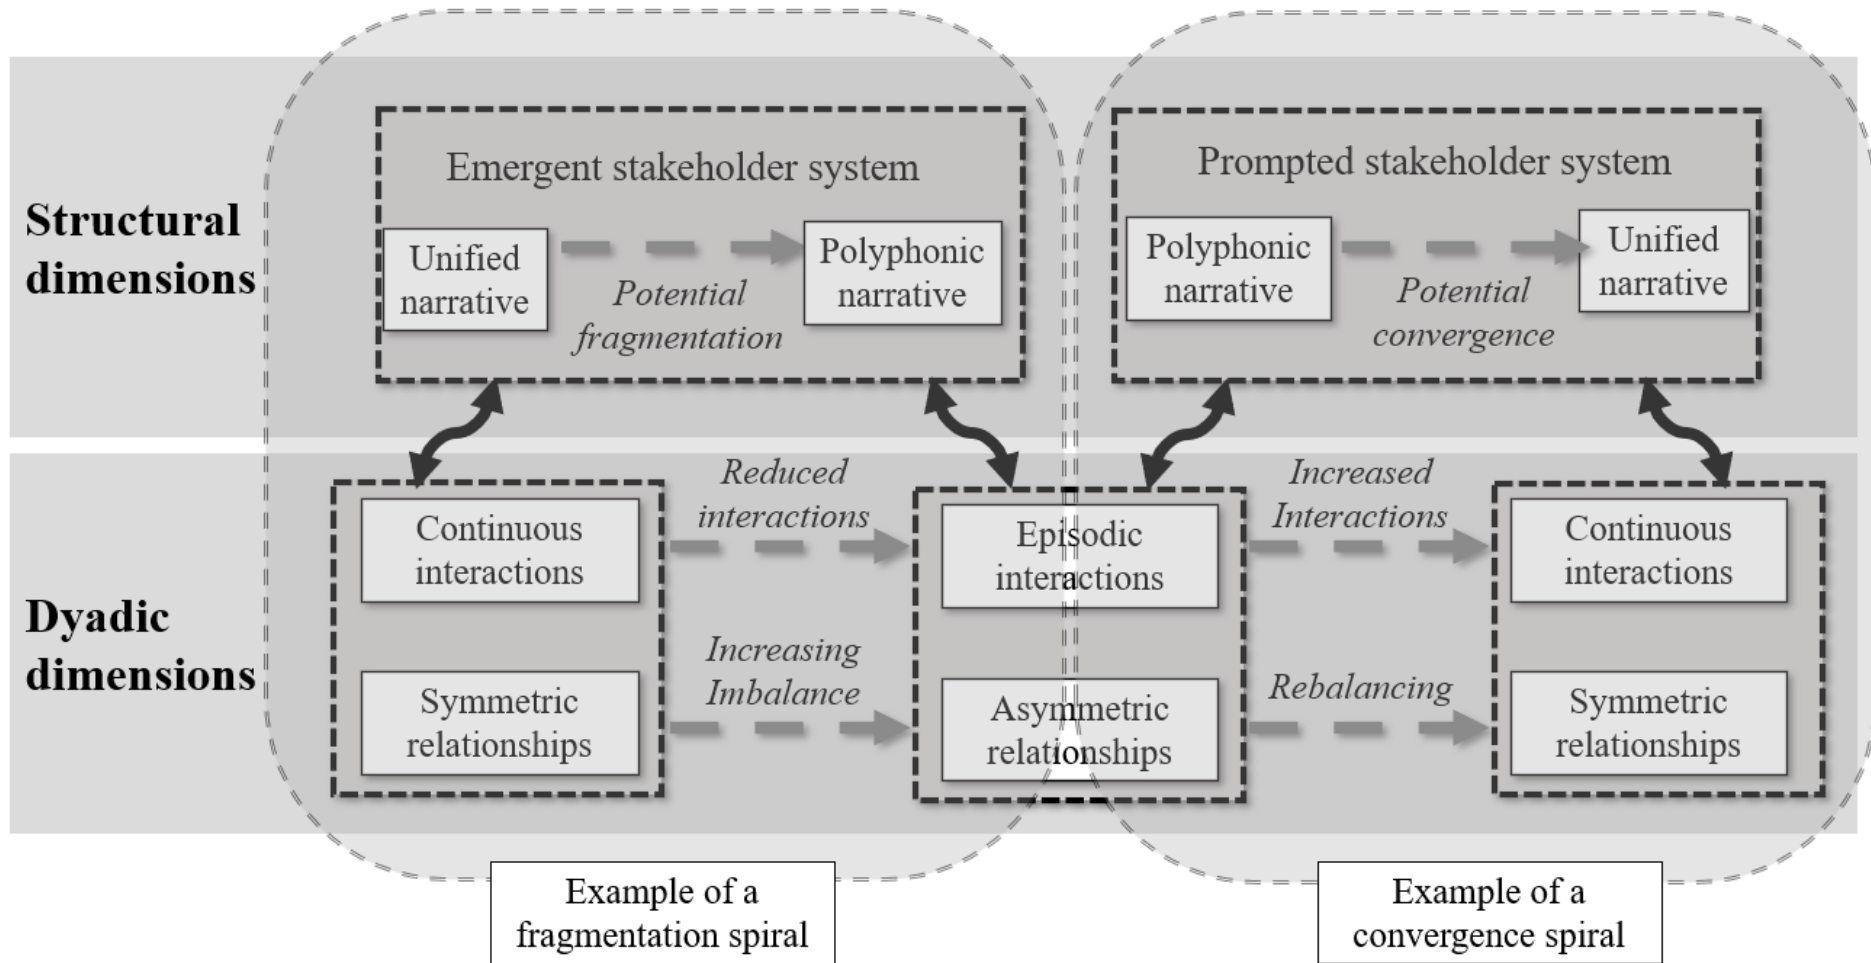 Structural
dimensions
Emergent stakeholder system
Unified
narrative
Potential
fragmentation
Polyphonic
narrative
Prompted stakeholder system
Polyphonic
narrative
Potential
convergence
Unified
narrative
Dyadic
dimensions
Continuous
interactions
Reduced
interactions
Episodic
interactions
Increased
Interactions
Continuous
interactions
Symmetric
relationships
Increasing
Imbalance
Asymmetric
relationships
Rebalancing
Symmetric
relationships
Example of a
fragmentation spiral
Example of a
convergence spiral